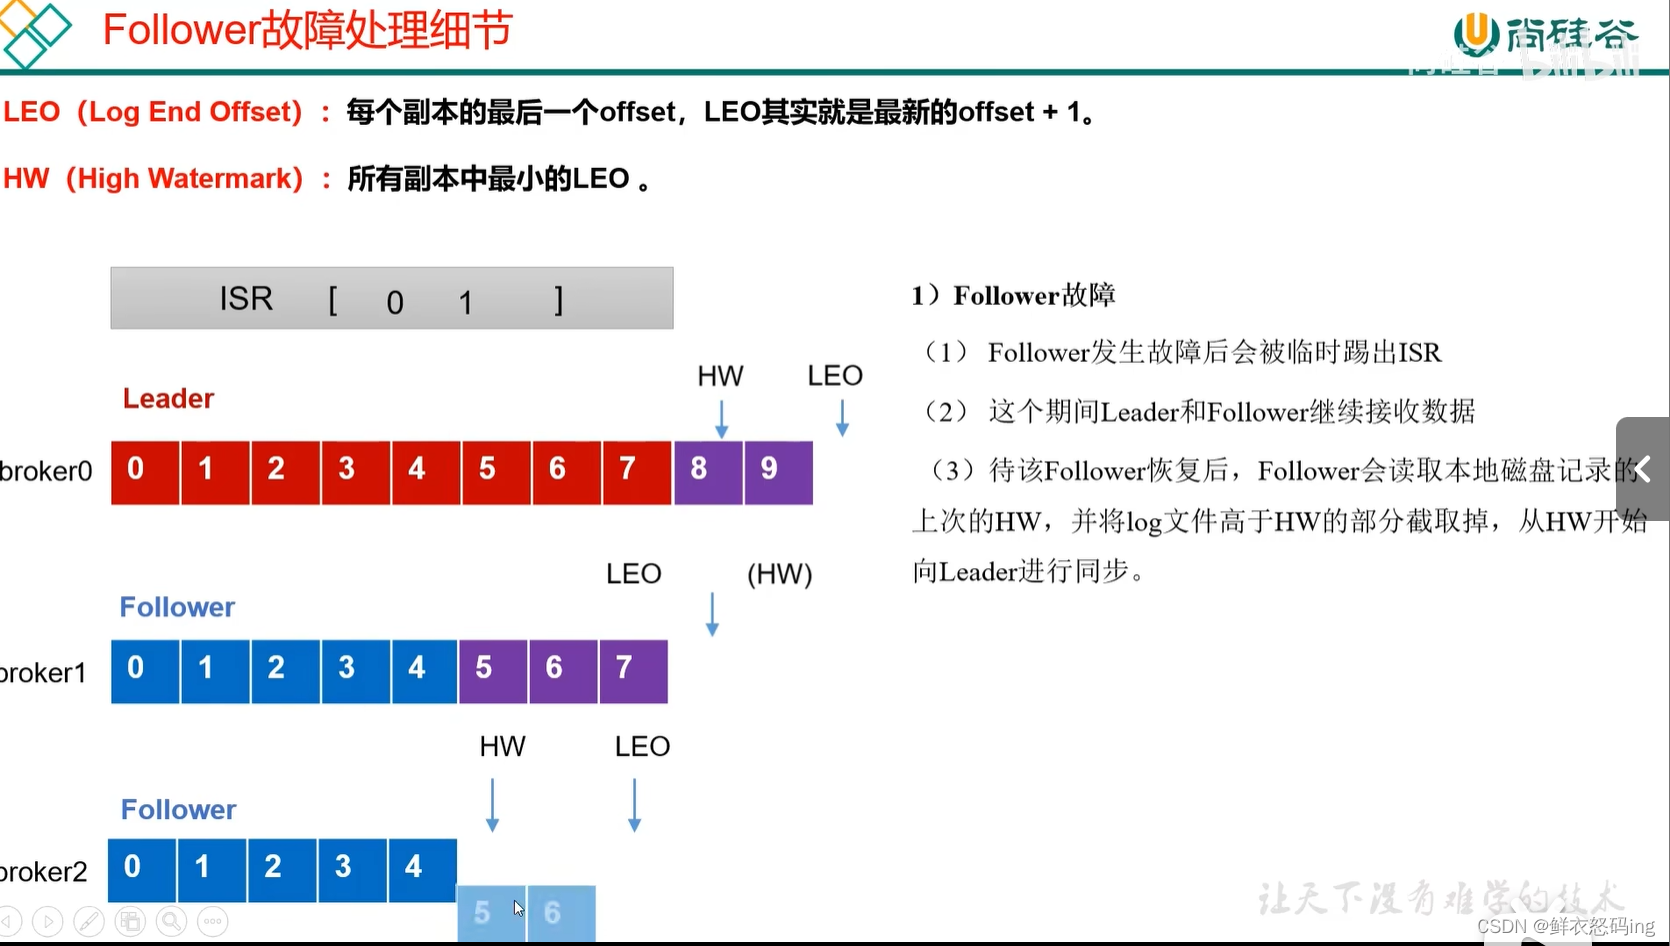 Follower故障处理细节
尚硅谷
LEO（Log End Offset）：每个副本的最后一个offset，LEO其实就是最新的offset + 1。
HW（High Watermark）：所有副本中最小的LEO 。
ISR [ 0 1 ]
HW LEO
Leader
broker0 0 1 2 3 4 5 6 7 8 9
LEO (HW)
Follower
broker1 0 1 2 3 4 5 6 7
HW LEO
Follower
broker2 0 1 2 3 4
5 6
1）Follower故障
（1） Follower发生故障后会被临时踢出ISR
（2） 这个期间Leader和Follower继续接收数据
（3）待该Follower恢复后，Follower会读取本地磁盘记录的
上次的HW，并将log文件高于HW的部分截取掉，从HW开始
向Leader进行同步。
让天下没有难学的技术
CSDN @鲜衣怒码ing